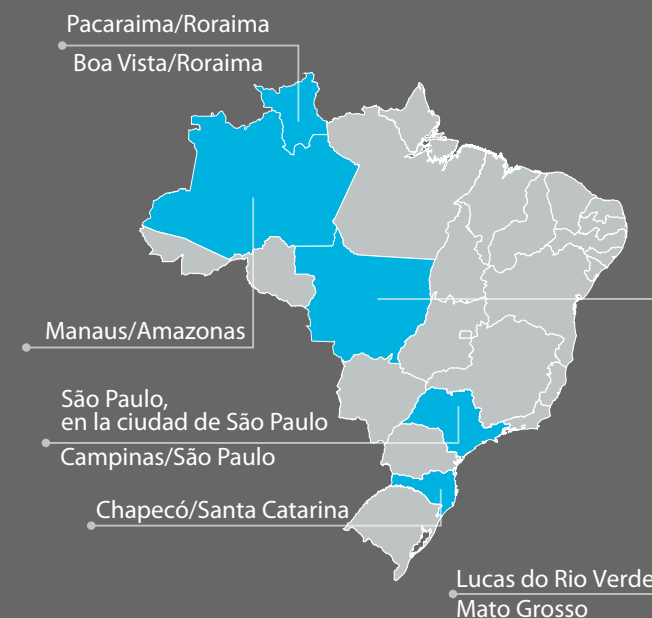 Pacaraima/Roraima
Boa Vista/Roraima
Manaus/Amazonas
São Paulo,
en la ciudad de São Paulo
Campinas/São Paulo
Chapecó/Santa Catarina
Lucas do Rio Verde
Mato Grosso